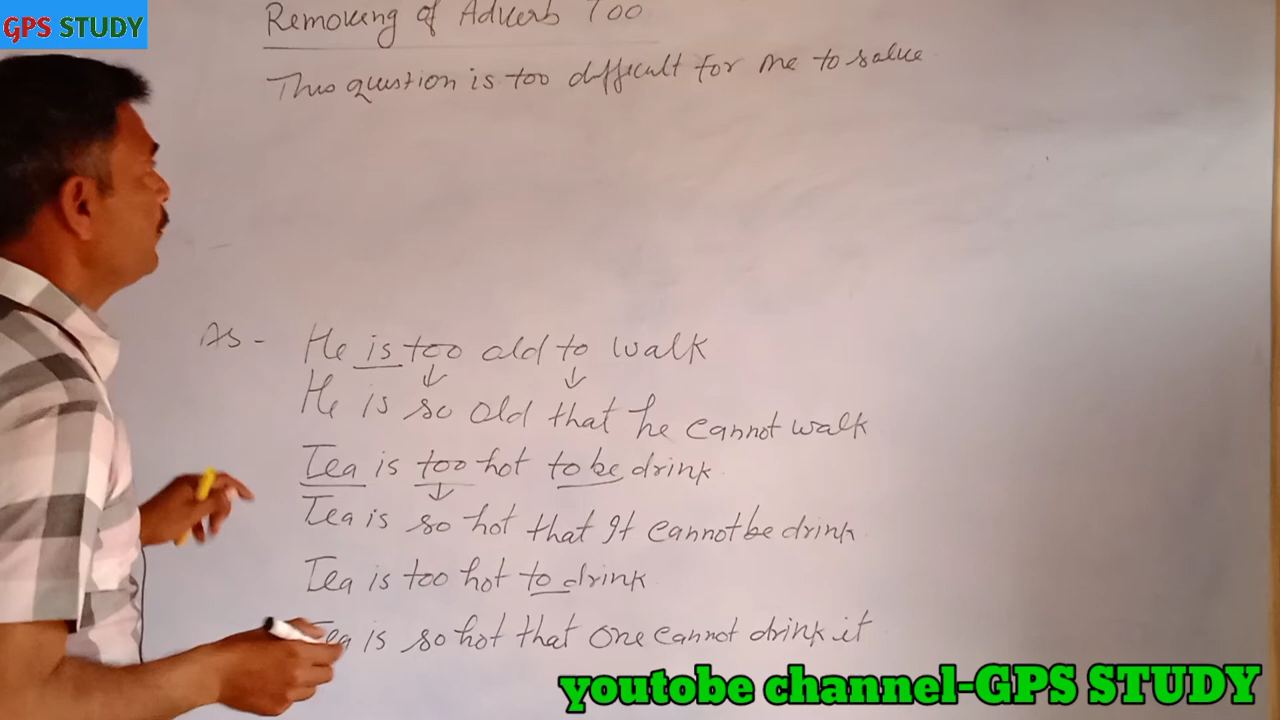 GPS STUDY
Removing of Adverb Too
This question is too difficult for me to solve
As - He is too old to walk
He is so old that he cannot walk
Tea is too hot to be drink
Tea is so hot that It cannot be drink
Tea is too hot to drink
Tea is so hot that one cannot drink it
youtobe channel-GPS STUDY